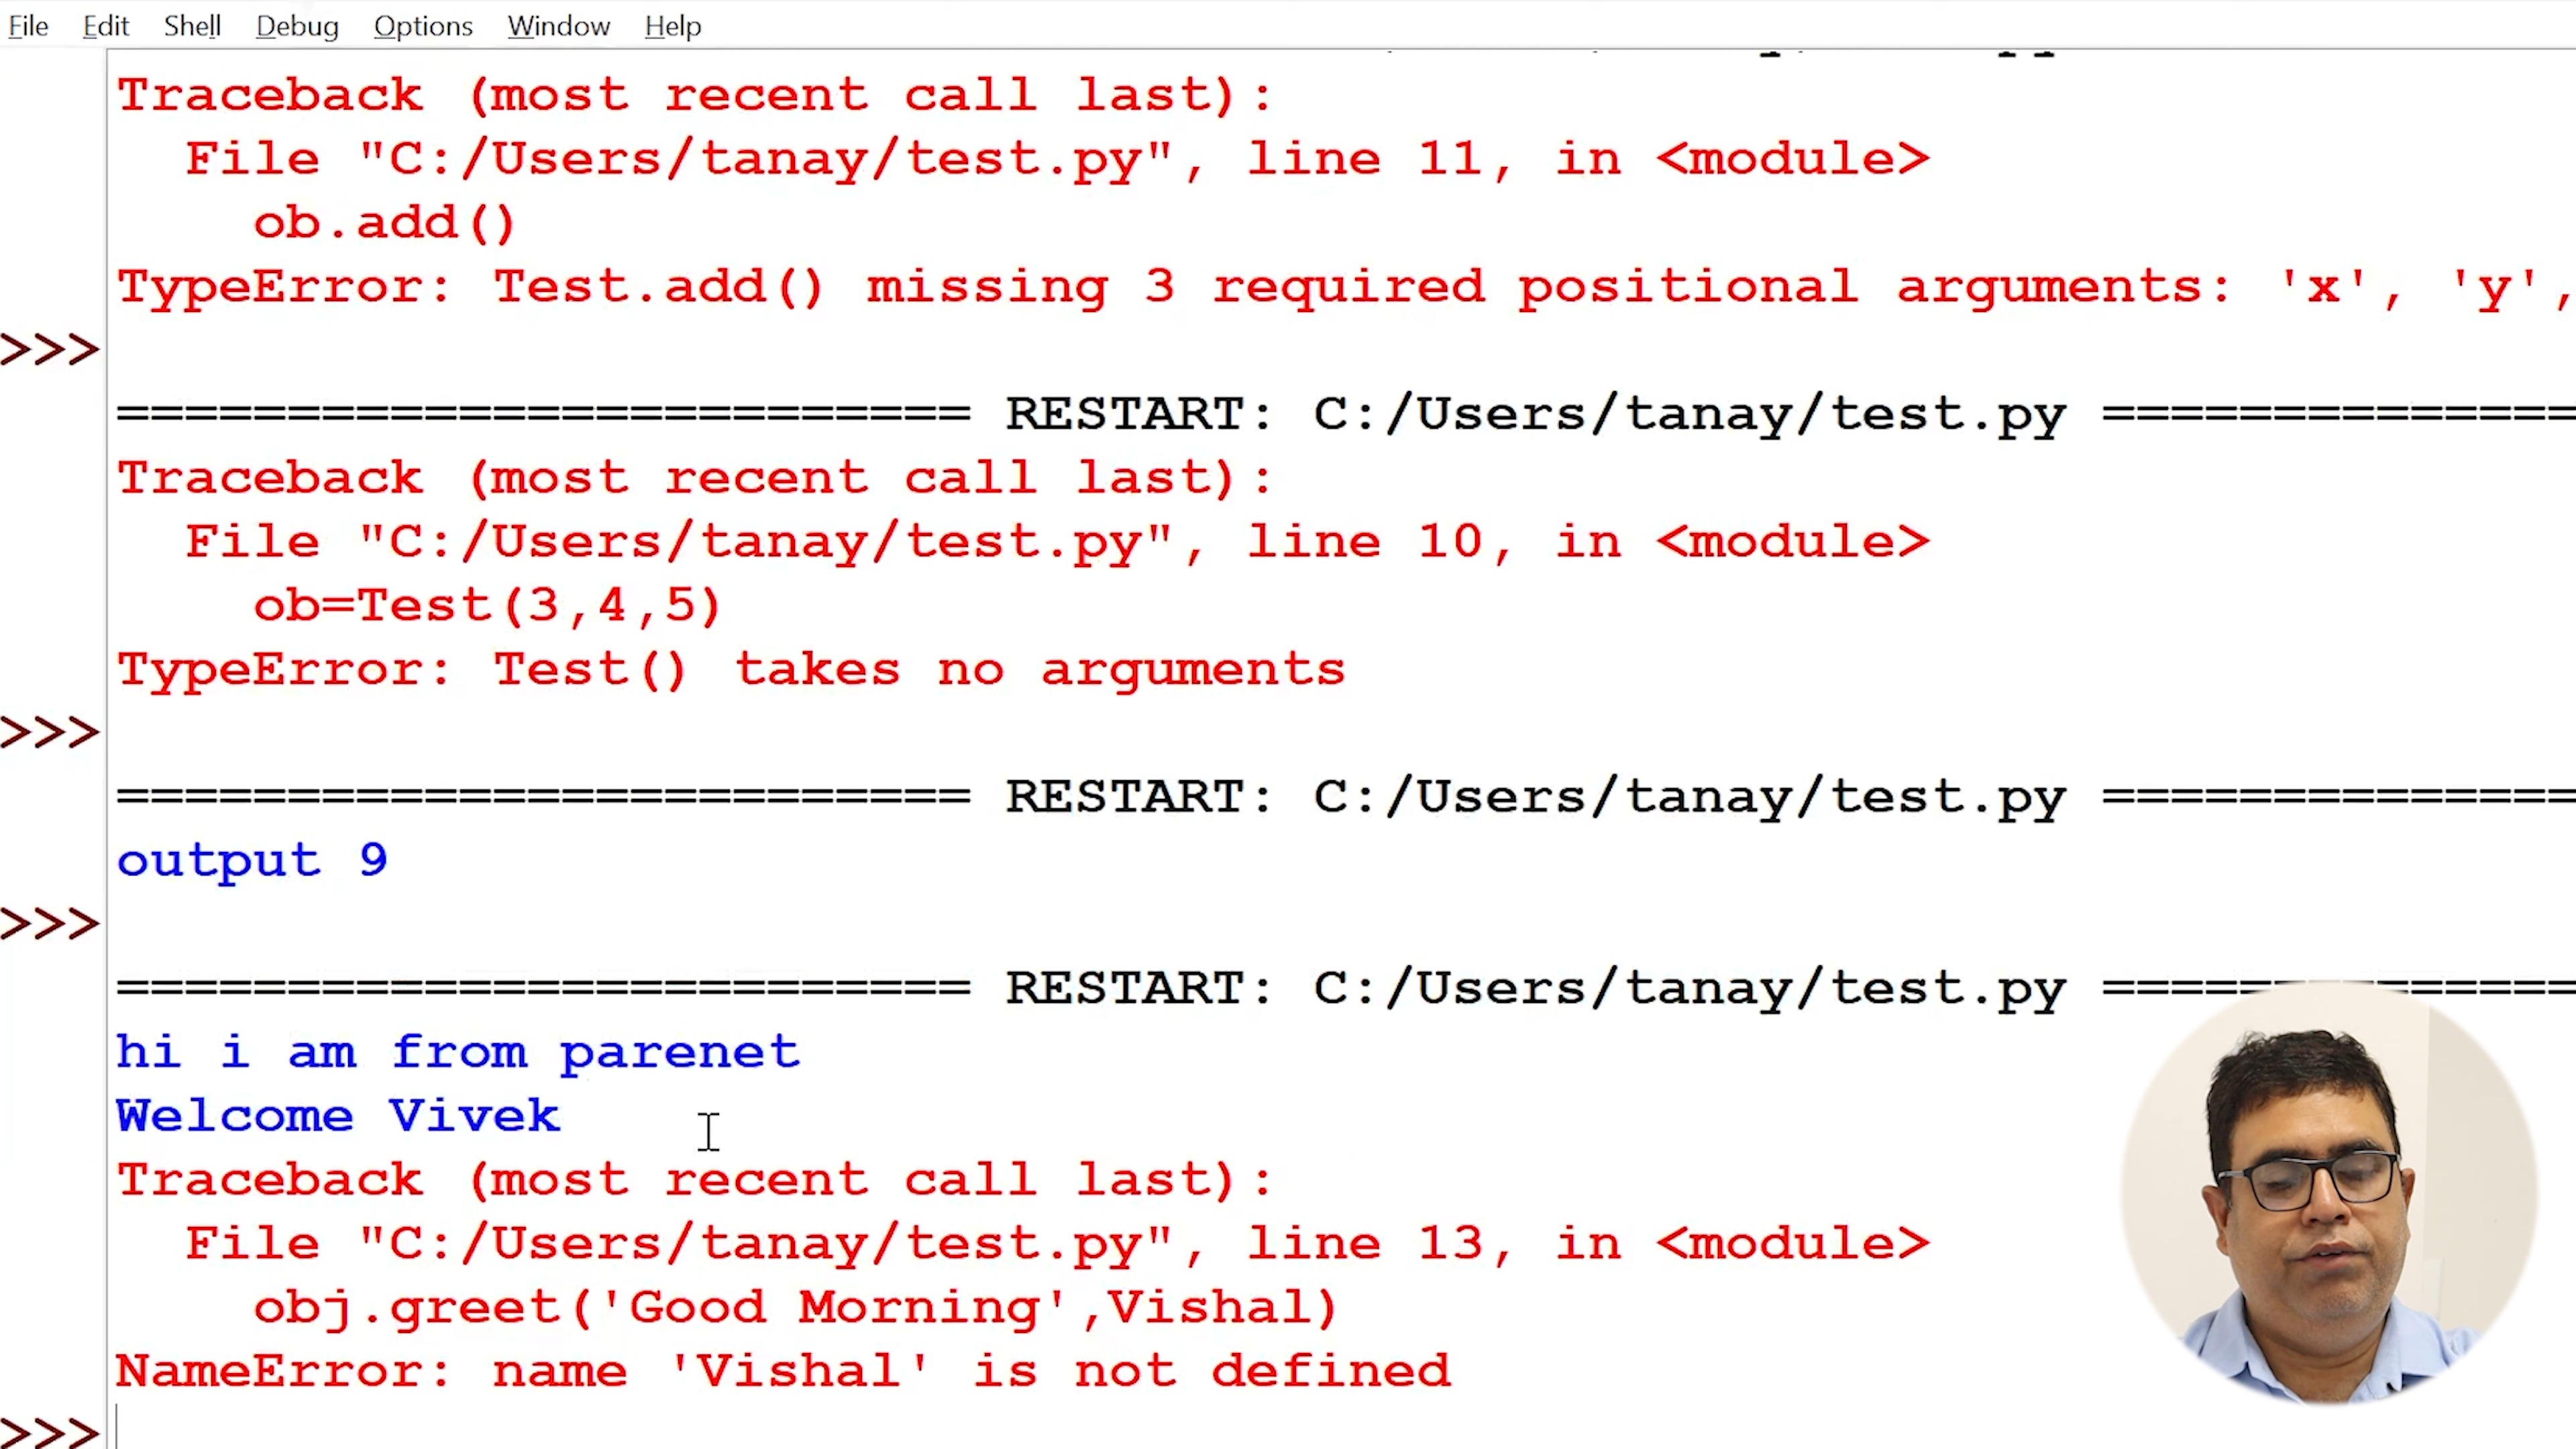 File Edit Shell Debug Options Window Help
Traceback (most recent call last):
File "C:/Users/tanay/test.py", line 11, in <module>
ob.add()
TypeError: Test.add() missing 3 required positional arguments: 'x', 'y',
>>>
========================= RESTART: C:/Users/tanay/test.py ==============
Traceback (most recent call last):
File "C:/Users/tanay/test.py", line 10, in <module>
ob=Test(3,4,5)
TypeError: Test() takes no arguments
>>>
========================= RESTART: C:/Users/tanay/test.py ==============
output 9
>>>
========================= RESTART: C:/Users/tanay/test.py ==============
hi i am from parenet
Welcome Vivek
Traceback (most recent call last):
File "C:/Users/tanay/test.py", line 13, in <module>
obj.greet('Good Morning',Vishal)
NameError: name 'Vishal' is not defined
>>>